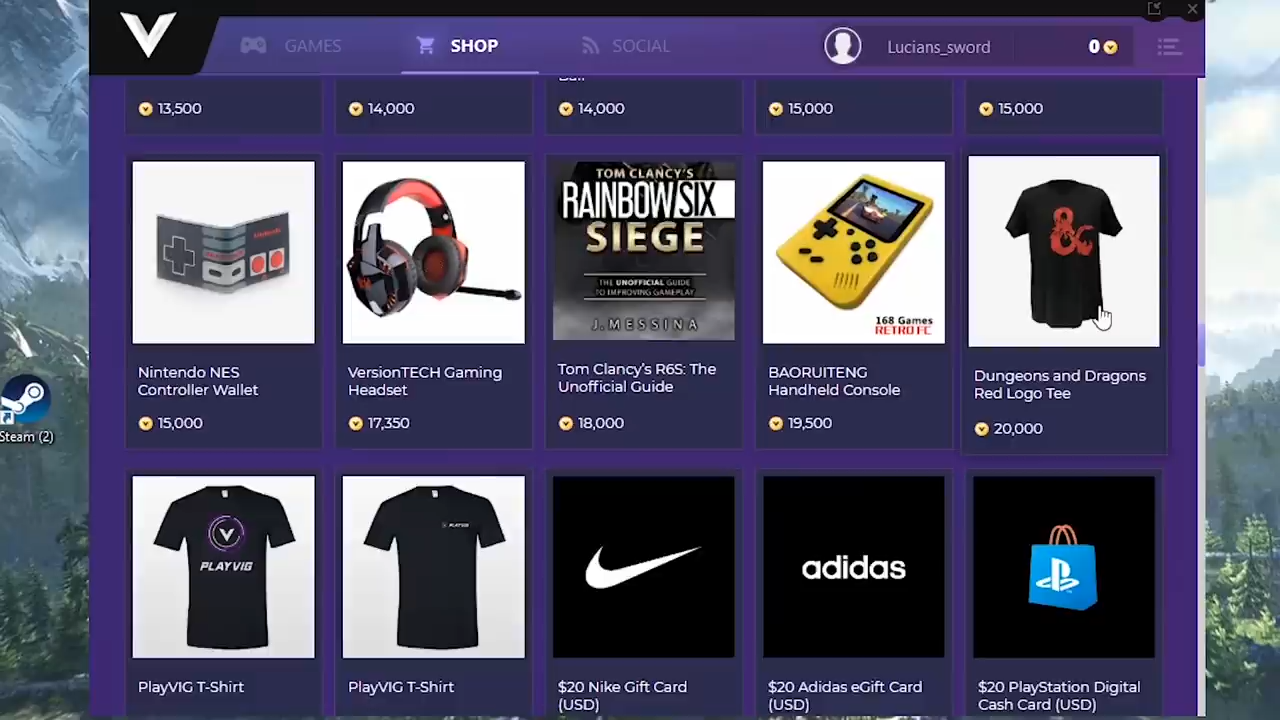 GAMES
SHOP
SOCIAL
Lucians_sword
0
13,500
14,000
14,000
15,000
15,000
TOM CLANCY'S
RAINBOW SIX
SIEGE
THE UNOFFICIAL GUIDE
TO IMPROVING GAMEPLAY
J.MESSINA
168 Games
RETRO FC
&
Nintendo NES
Controller Wallet
15,000
VersionTECH Gaming
Headset
17,350
Tom Clancy's R6S: The
Unofficial Guide
18,000
BAORUITENG
Handheld Console
19,500
Dungeons and Dragons
Red Logo Tee
20,000
Steam (2)
PLAYVIG
PLAYVIG
adidas
PlayVIG T-Shirt
PlayVIG T-Shirt
$20 Nike Gift Card
(USD)
$20 Adidas eGift Card
(USD)
$20 PlayStation Digital
Cash Card (USD)